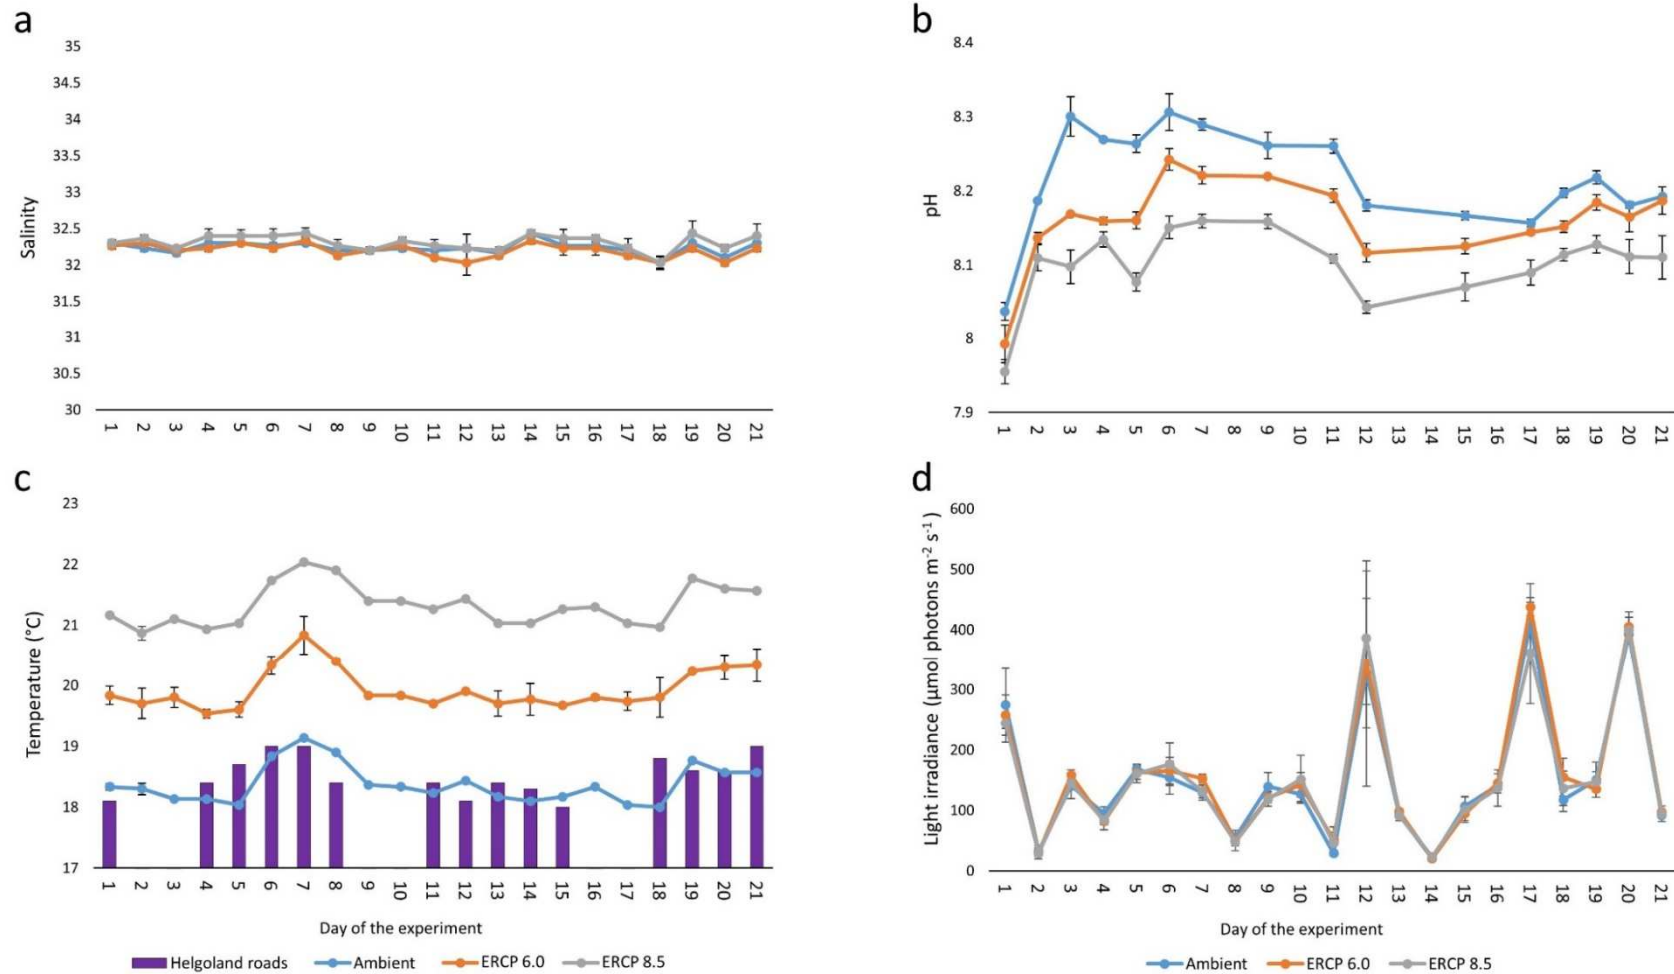 a
35
34.5
34
33.5
33
32.5
32
31.5
31
30.5
30
Salinity
1 2 3 4 5 6 7 8 9 10 11 12 13 14 15 16 17 18 19 20 21
b
8.4
8.3
8.2
8.1
8
7.9
pH
1 2 3 4 5 6 7 8 9 10 11 12 13 14 15 16 17 18 19 20 21
c
23
22
21
20
19
18
17
Temperature (°C)
1 2 3 4 5 6 7 8 9 10 11 12 13 14 15 16 17 18 19 20 21
Day of the experiment
Helgoland roads Ambient ERCP 6.0 ERCP 8.5
d
600
500
400
300
200
100
0
Light irradiance (µmol photons m⁻² s⁻¹ )
1 2 3 4 5 6 7 8 9 10 11 12 13 14 15 16 17 18 19 20 21
Day of the experiment
Ambient ERCP 6.0 ERCP 8.5